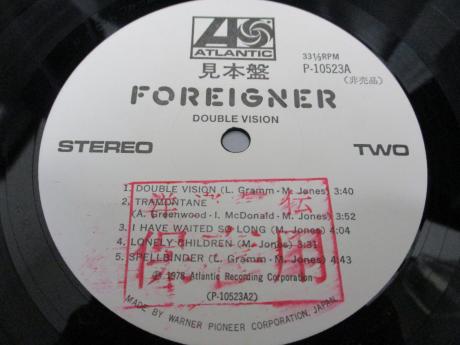 ATLANTIC
33⅓RPM
見本盤
P-10523A
(非売品)
FOREIGNER
DOUBLE VISION
STEREO
TWO
1. DOUBLE VISION (L. Gramm - M. Jones) 3:40
2. TRAMONTANE
(A. Greenwood - I. McDonald - M. Jones) 3:52
3. I HAVE WAITED SO LONG (M. Jones) 4:04
4. LONELY CHILDREN (M. Jones) 3:31
5. SPELLBINDER (L. Gramm - M. Jones) 4:43
℗ 1978 Atlantic Recording Corporation
(P-10523A2)
MADE BY WARNER PIONEER CORPORATION, JAPAN.